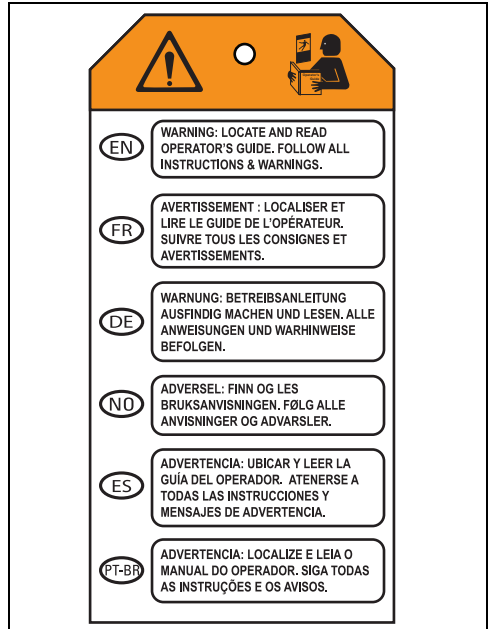 EN
WARNING: LOCATE AND READ
OPERATOR'S GUIDE. FOLLOW ALL
INSTRUCTIONS & WARNINGS.
FR
AVERTISSEMENT : LOCALISER ET
LIRE LE GUIDE DE L'OPÉRATEUR.
SUIVRE TOUS LES CONSIGNES ET
AVERTISSEMENTS.
DE
WARNUNG: BETREIBSANLEITUNG
AUSFINDIG MACHEN UND LESEN. ALLE
ANWEISUNGEN UND WARHINWEISE
BEFOLGEN.
NO
ADVERSEL: FINN OG LES
BRUKSANVISNINGEN. FØLG ALLE
ANVISNINGER OG ADVARSLER.
ES
ADVERTENCIA: UBICAR Y LEER LA
GUÍA DEL OPERADOR. ATENERSE A
TODAS LAS INSTRUCCIONES Y
MENSAJES DE ADVERTENCIA.
PT-BR
ADVERTENCIA: LOCALIZE E LEIA O
MANUAL DO OPERADOR. SIGA TODAS
AS INSTRUÇÕES E OS AVISOS.